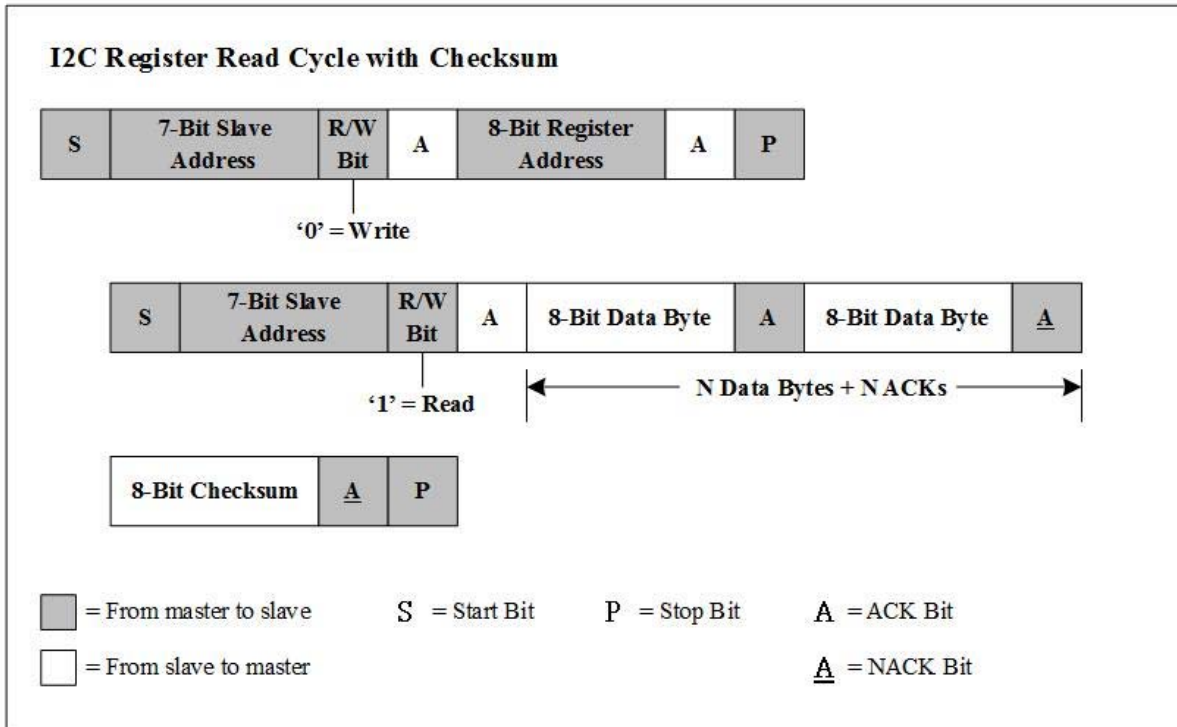 I2C Register Read Cycle with Checksum
S
7-Bit Slave
Address
R/W
Bit
A
8-Bit Register
Address
A
P
‘0’ = Write
S
7-Bit Slave
Address
R/W
Bit
A
8-Bit Data Byte
A
8-Bit Data Byte
A
‘1’ = Read
N Data Bytes + N ACKs
8-Bit Checksum
A
P
= From master to slave
S = Start Bit
P = Stop Bit
A = ACK Bit
= From slave to master
A = NACK Bit